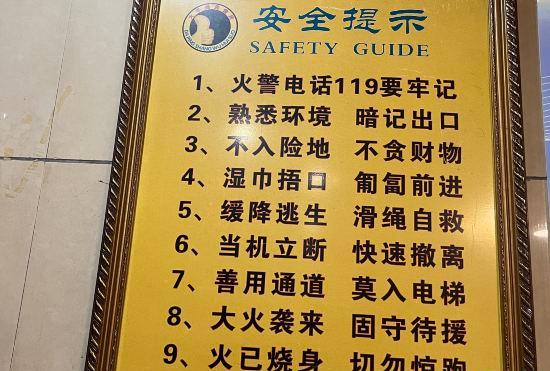 安全提示
SAFETY GUIDE
1、火警电话119要牢记
2、熟悉环境 暗记出口
3、不入险地 不贪财物
4、湿巾捂口 匍匐前进
5、缓降逃生 滑绳自救
6、当机立断 快速撤离
7、善用通道 莫入电梯
8、大火袭来 固守待援
9、火已烧身 切勿惊跑